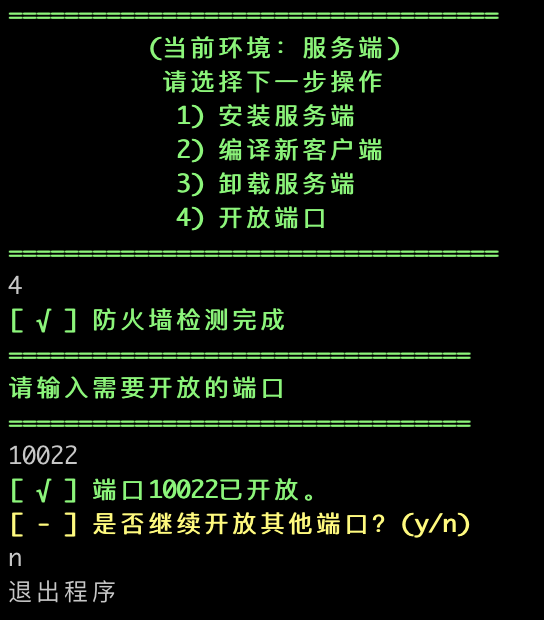 ===================================
(当前环境: 服务端)
请选择下一步操作
1) 安装服务端
2) 编译新客户端
3) 卸载服务端
4) 开放端口
===================================
4
[ √ ] 防火墙检测完成
=================================
请输入需要开放的端口
=================================
10022
[ √ ] 端口10022已开放。
[ - ] 是否继续开放其他端口? (y/n)
n
退出程序